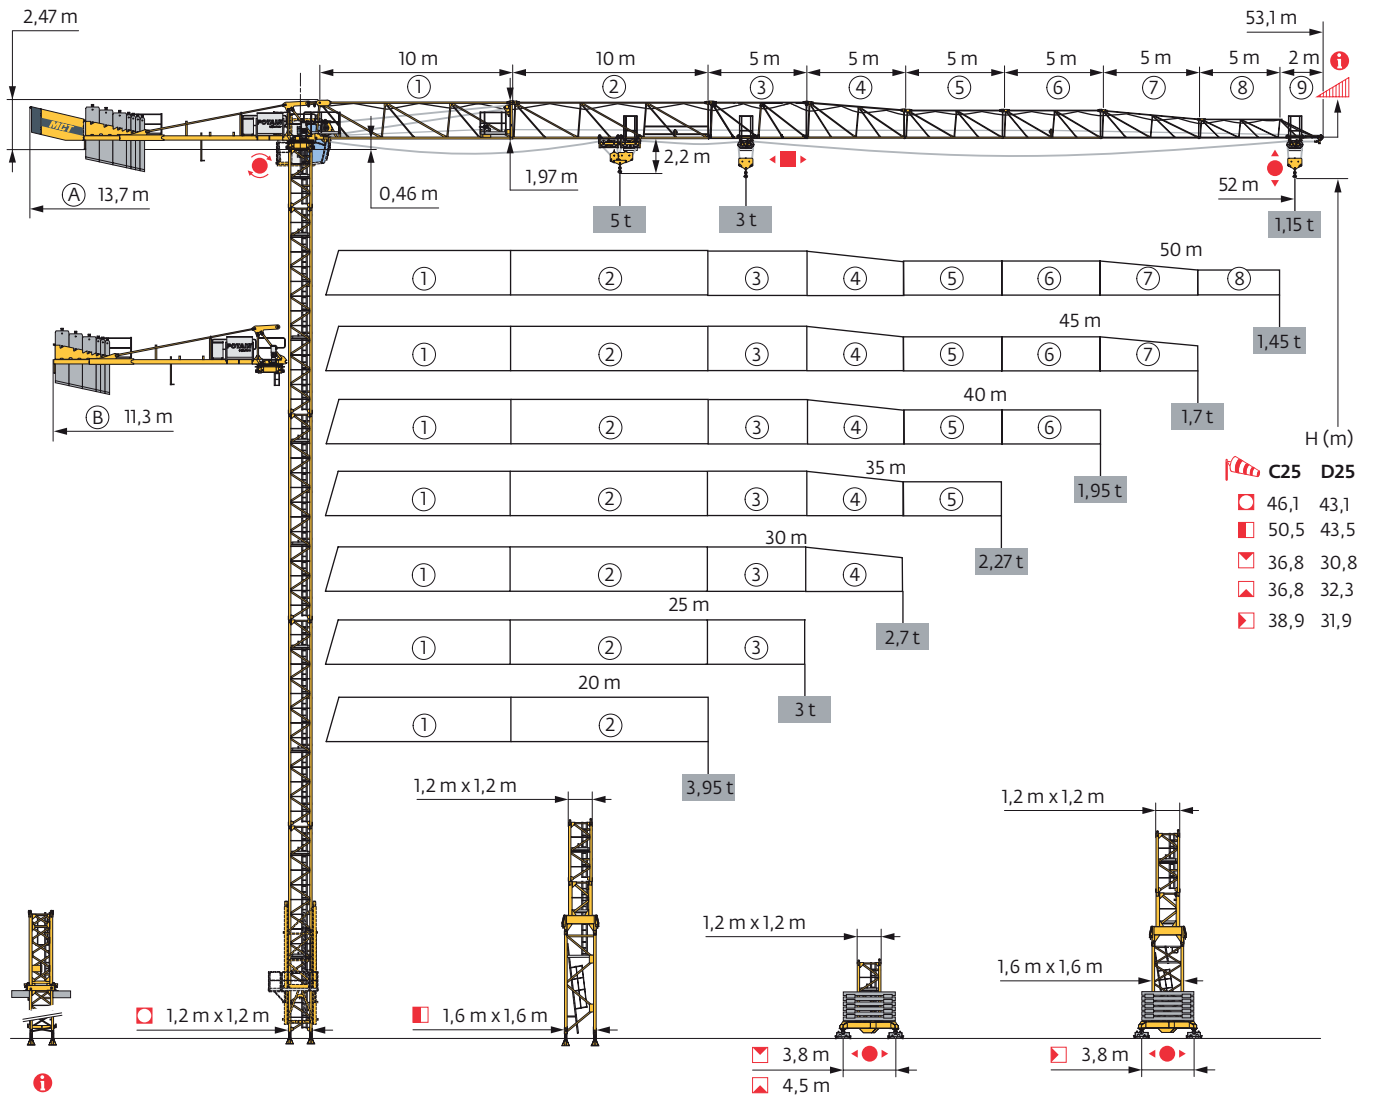 2,47 m
53,1 m
10 m 10 m 5 m 5 m 5 m 5 m 5 m 5 m 2 m i
1 2 3 4 5 6 7 8 9
MCT
POTAIN
2,2 m
1,97 m
0,46 m
A 13,7 m
52 m
5 t 3 t 1,15 t
50 m
1 2 3 4 5 6 7 8
1,45 t
45 m
1 2 3 4 5 6 7
1,7 t
POTAIN
B 11,3 m
40 m
1 2 3 4 5 6
1,95 t
H (m)
C25 D25
46,1 43,1
50,5 43,5
36,8 30,8
36,8 32,3
38,9 31,9
35 m
1 2 3 4 5
2,27 t
30 m
1 2 3 4
2,7 t
25 m
1 2 3
3 t
20 m
1 2
3,95 t
1,2 m x 1,2 m
1,2 m x 1,2 m
1,2 m x 1,2 m
1,6 m x 1,6 m
1,2 m x 1,2 m
1,6 m x 1,6 m
3,8 m
4,5 m
3,8 m
i